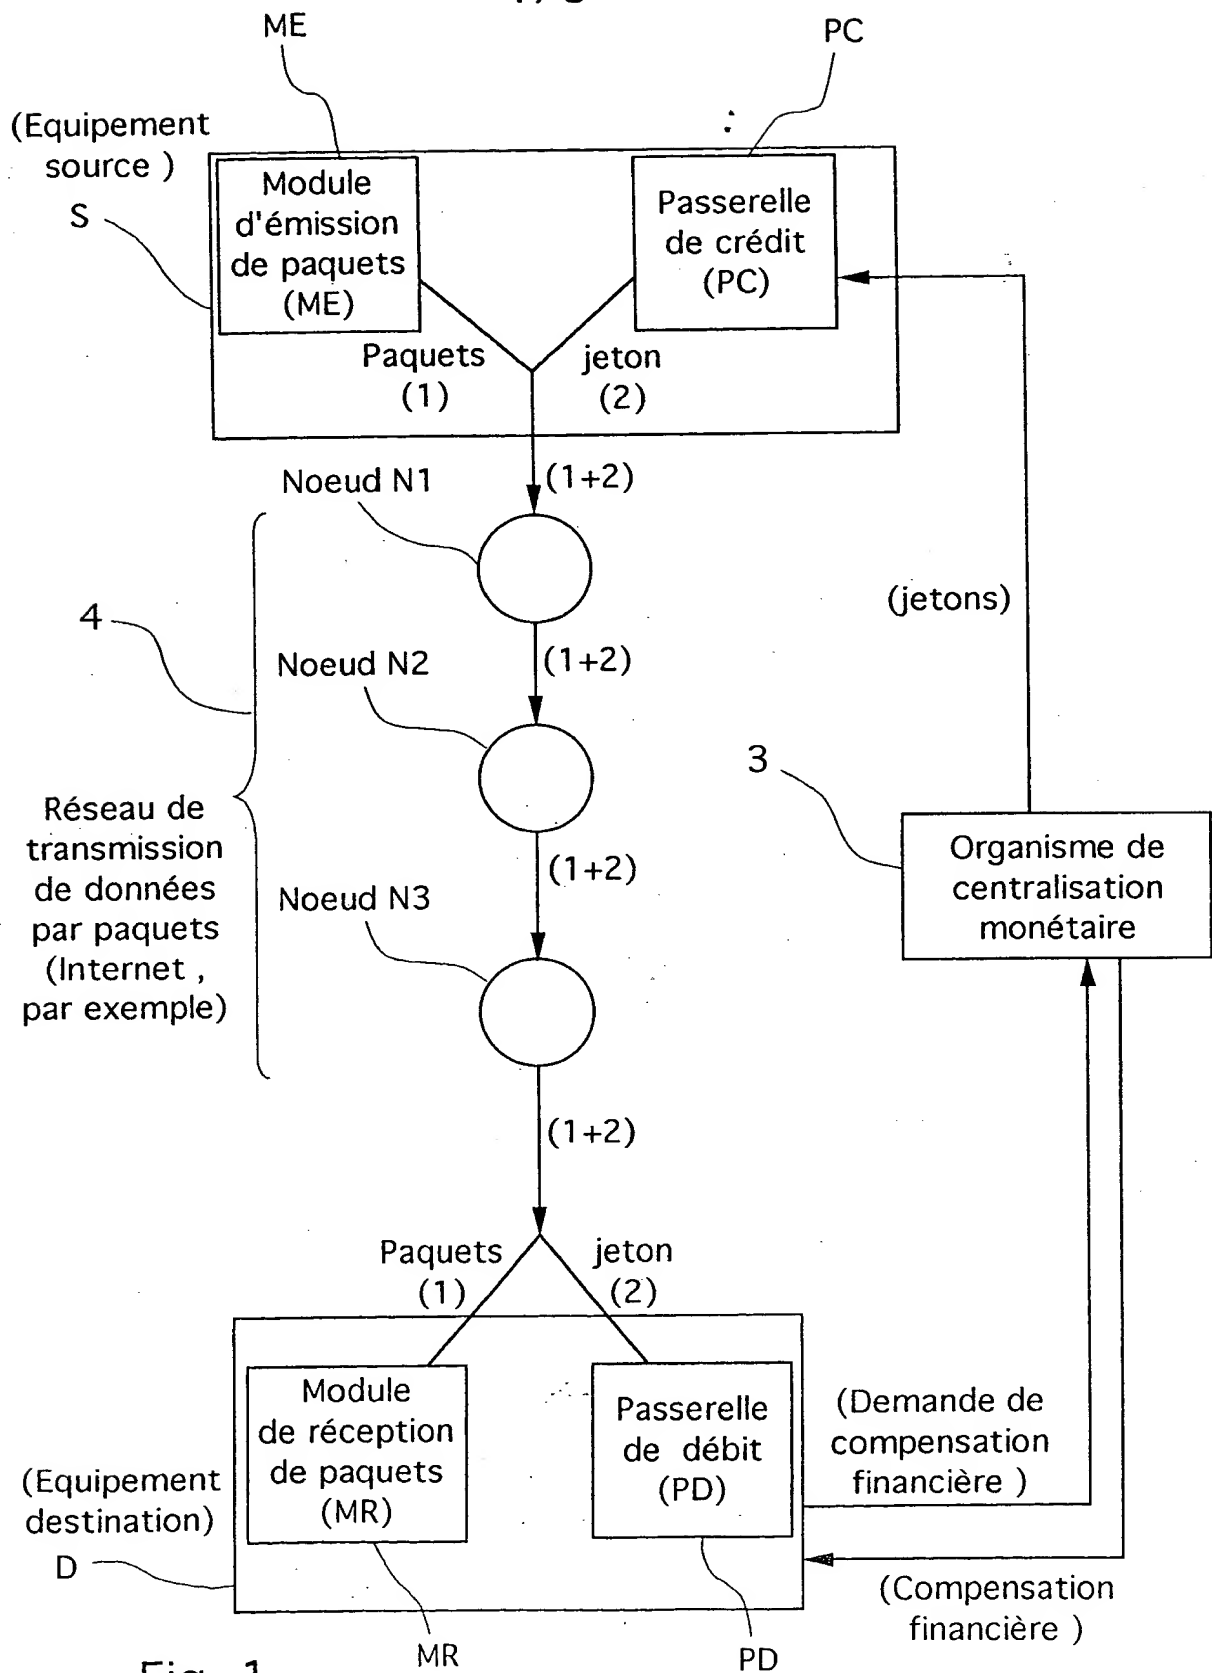 ME
PC
(Equipement
source )
S
Module
d'émission
de paquets
(ME)
Passerelle
de crédit
(PC)
Paquets
(1)
jeton
(2)
(1+2)
Noeud N1
4
(jetons)
(1+2)
Noeud N2
3
Réseau de
transmission
de données
par paquets
(Internet ,
par exemple)
(1+2)
Noeud N3
Organisme de
centralisation
monétaire
(1+2)
Paquets
(1)
jeton
(2)
Module
de réception
de paquets
(MR)
Passerelle
de débit
(PD)
(Demande de
compensation
financière )
(Equipement
destination)
D
(Compensation
financière )
MR
PD
Fig. 1